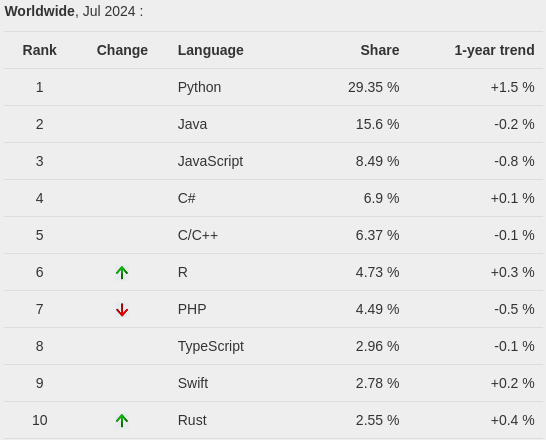 Worldwide, Jul 2024 :
Rank Change Language Share 1-year trend
1 Python 29.35 % +1.5 %
2 Java 15.6 % -0.2 %
3 JavaScript 8.49 % -0.8 %
4 C# 6.9 % +0.1 %
5 C/C++ 6.37 % -0.1 %
6 R 4.73 % +0.3 %
7 PHP 4.49 % -0.5 %
8 TypeScript 2.96 % -0.1 %
9 Swift 2.78 % +0.2 %
10 Rust 2.55 % +0.4 %